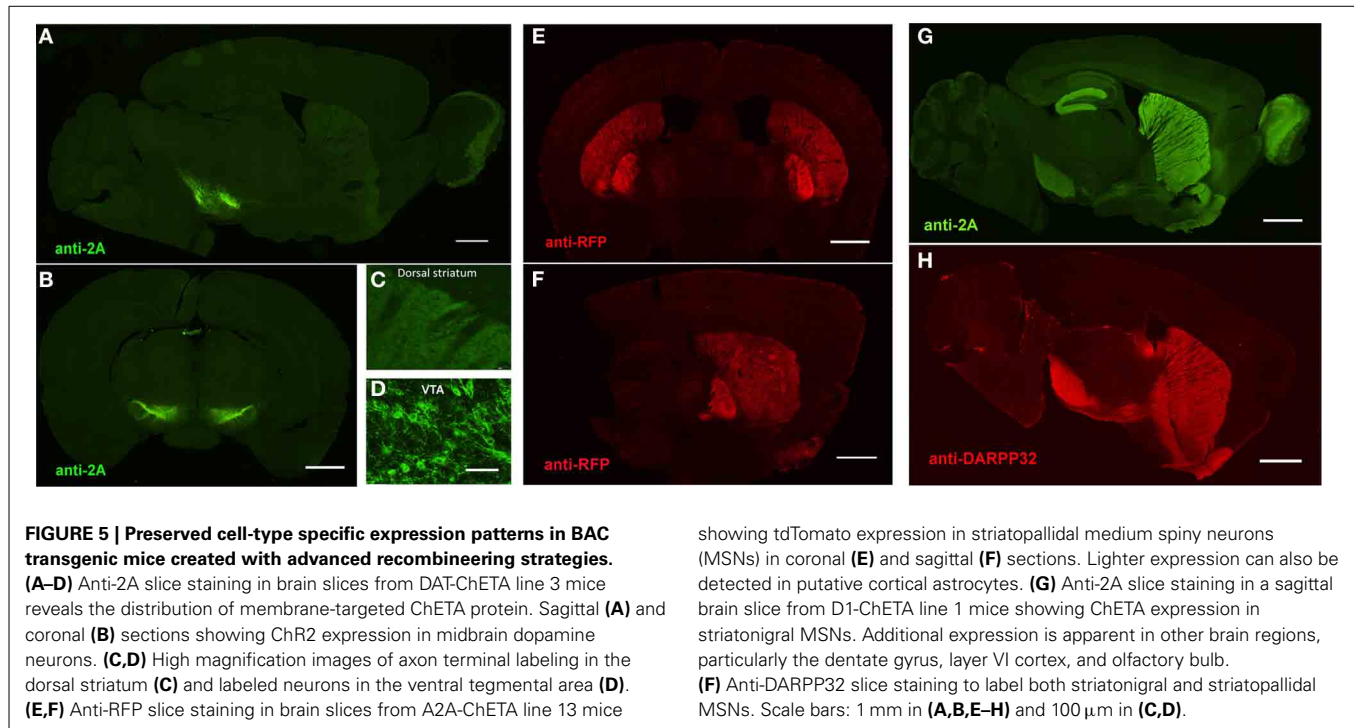 A
anti-2A
B
anti-2A
C
Dorsal striatum
D
VTA
E
anti-RFP
F
anti-RFP
G
anti-2A
H
anti-DARPP32
FIGURE 5 | Preserved cell-type specific expression patterns in BAC
transgenic mice created with advanced recombineering strategies.
(A–D) Anti-2A slice staining in brain slices from DAT-ChETA line 3 mice
reveals the distribution of membrane-targeted ChETA protein. Sagittal (A) and
coronal (B) sections showing ChR2 expression in midbrain dopamine
neurons. (C,D) High magnification images of axon terminal labeling in the
dorsal striatum (C) and labeled neurons in the ventral tegmental area (D).
(E,F) Anti-RFP slice staining in brain slices from A2A-ChETA line 13 mice
showing tdTomato expression in striatopallidal medium spiny neurons
(MSNs) in coronal (E) and sagittal (F) sections. Lighter expression can also be
detected in putative cortical astrocytes. (G) Anti-2A slice staining in a sagittal
brain slice from D1-ChETA line 1 mice showing ChETA expression in
striatonigral MSNs. Additional expression is apparent in other brain regions,
particularly the dentate gyrus, layer VI cortex, and olfactory bulb.
(F) Anti-DARPP32 slice staining to label both striatonigral and striatopallidal
MSNs. Scale bars: 1 mm in (A,B,E–H) and 100 μm in (C,D).